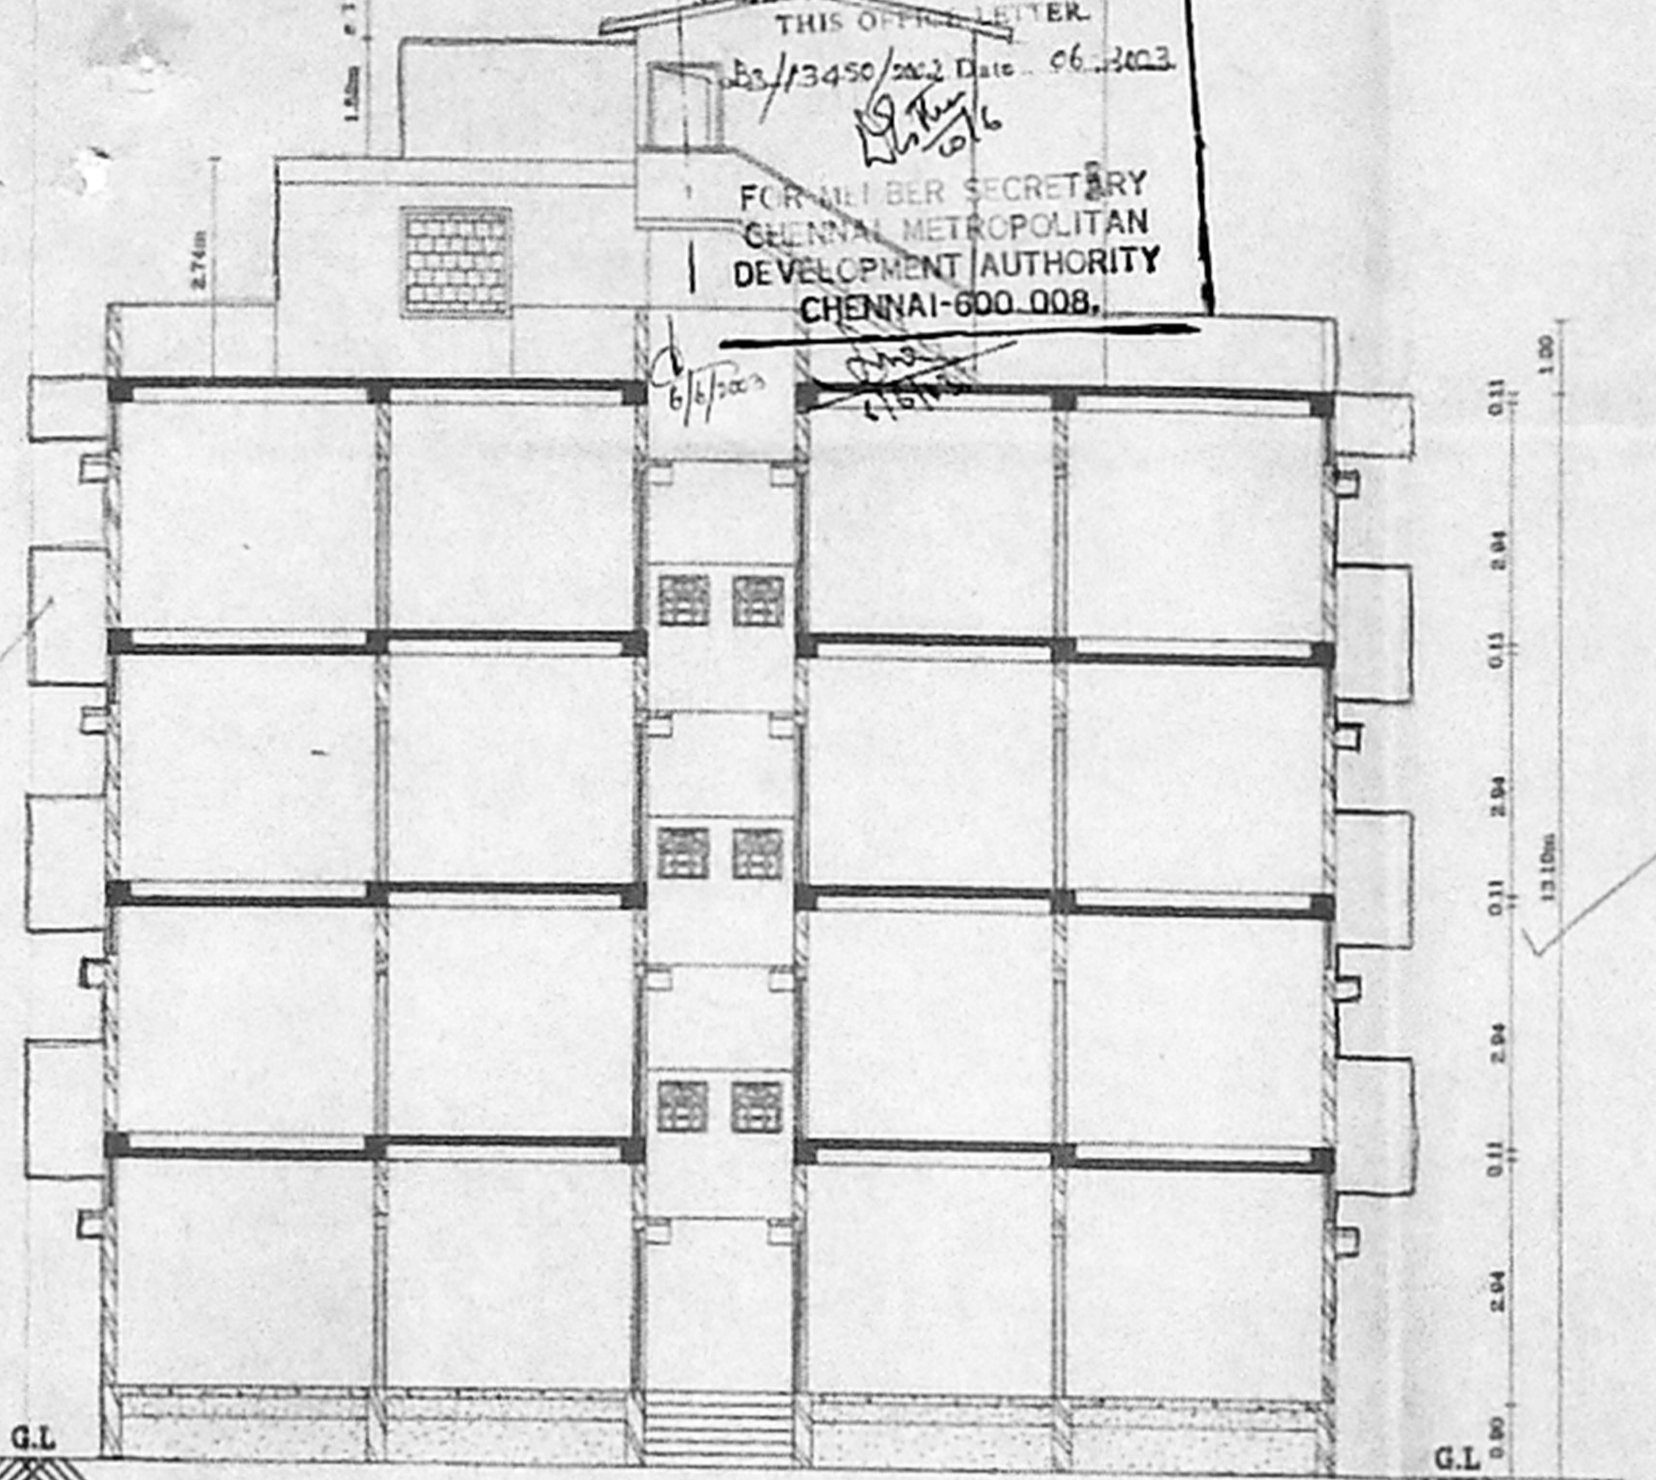 THIS OFFICE LETTER.
B3/13450/2002 Date 06 2003
FOR MEMBER SECRETARY
CHENNAI METROPOLITAN
DEVELOPMENT AUTHORITY
CHENNAI-600 008.
6/6/2003
1.80m
2.74m
1.00
0.11
2.94
0.11
2.94
0.11
13.10m
2.94
0.11
2.94
0.90
G.L
G.L